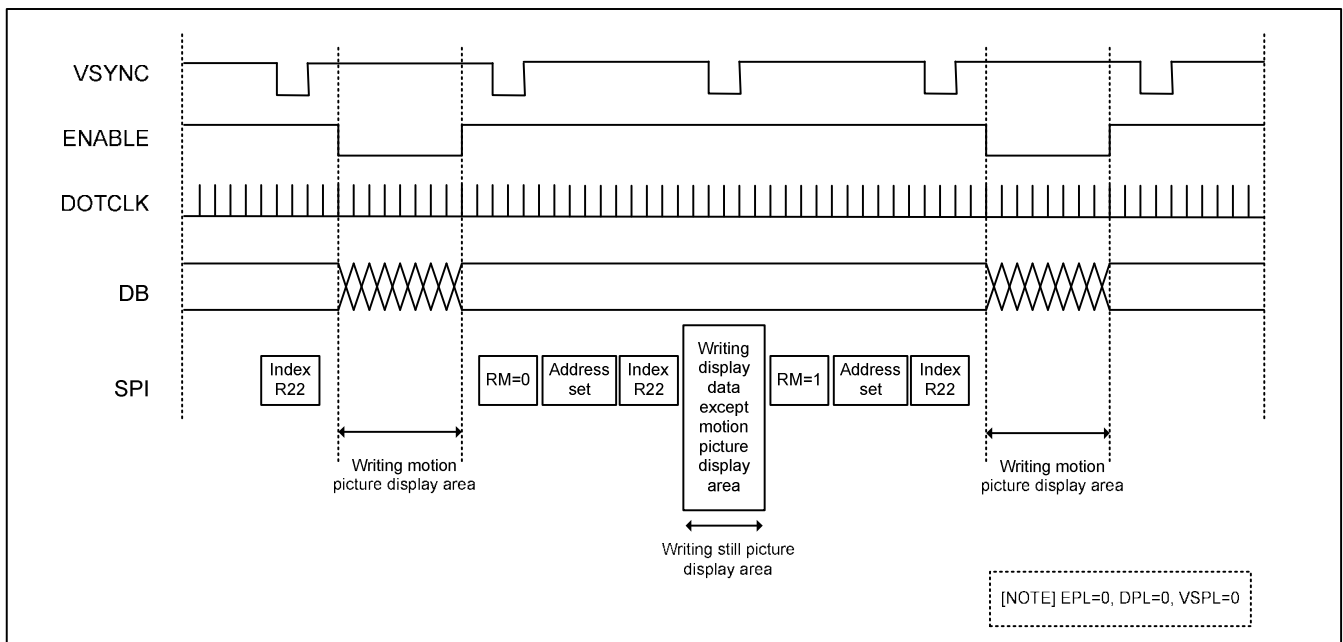 VSYNC
ENABLE
DOTCLK
DB
SPI
Index
R22
RM=0
Address
set
Index
R22
Writing
display
data
except
motion
picture
display
area
RM=1
Address
set
Index
R22
Writing motion
picture display area
Writing still picture
display area
Writing motion
picture display area
[NOTE] EPL=0, DPL=0, VSPL=0